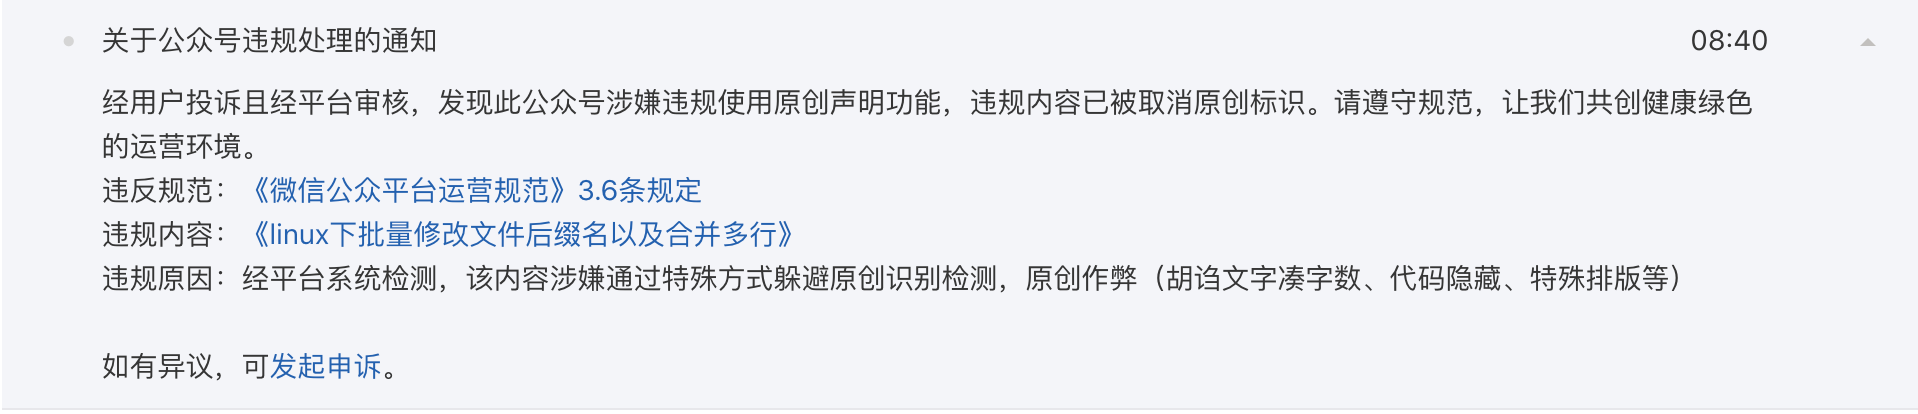 关于公众号违规处理的通知 08:40
经用户投诉且经平台审核，发现此公众号涉嫌违规使用原创声明功能，违规内容已被取消原创标识。请遵守规范，让我们共创健康绿色
的运营环境。
违反规范：《微信公众平台运营规范》3.6条规定
违规内容：《linux下批量修改文件后缀名以及合并多行》
违规原因：经平台系统检测，该内容涉嫌通过特殊方式躲避原创识别检测，原创作弊（胡诌文字凑字数、代码隐藏、特殊排版等）
如有异议，可发起申诉。